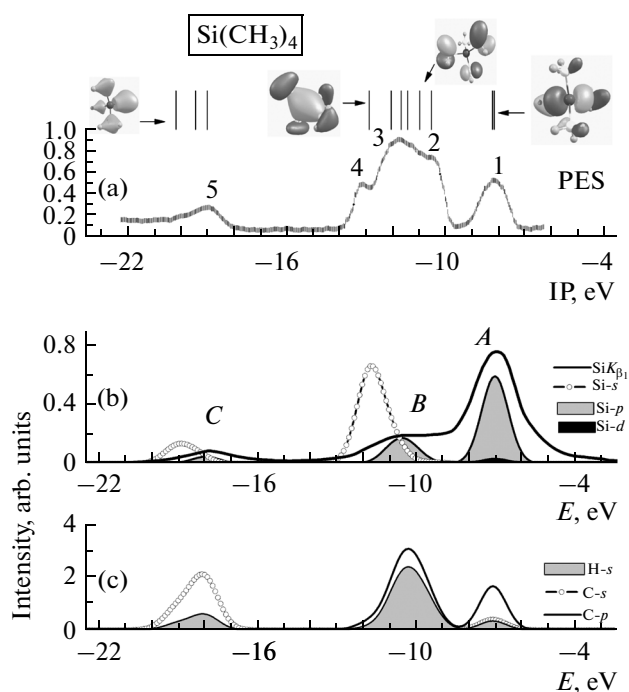 Si(CH₃)₄
1.0
0.8
0.6
0.4
0.2
0
(a)
5
4
3
2
1
PES
–22
–16
–10
–4
IP, eV
Intensity, arb. units
0.8
0.4
0
(b)
C
B
A
SiKβ₁
Si-s
Si-p
Si-d
–22
–16
–10
–4
E, eV
4
2
0
(c)
H-s
C-s
C-p
–22
–16
–10
–4
E, eV